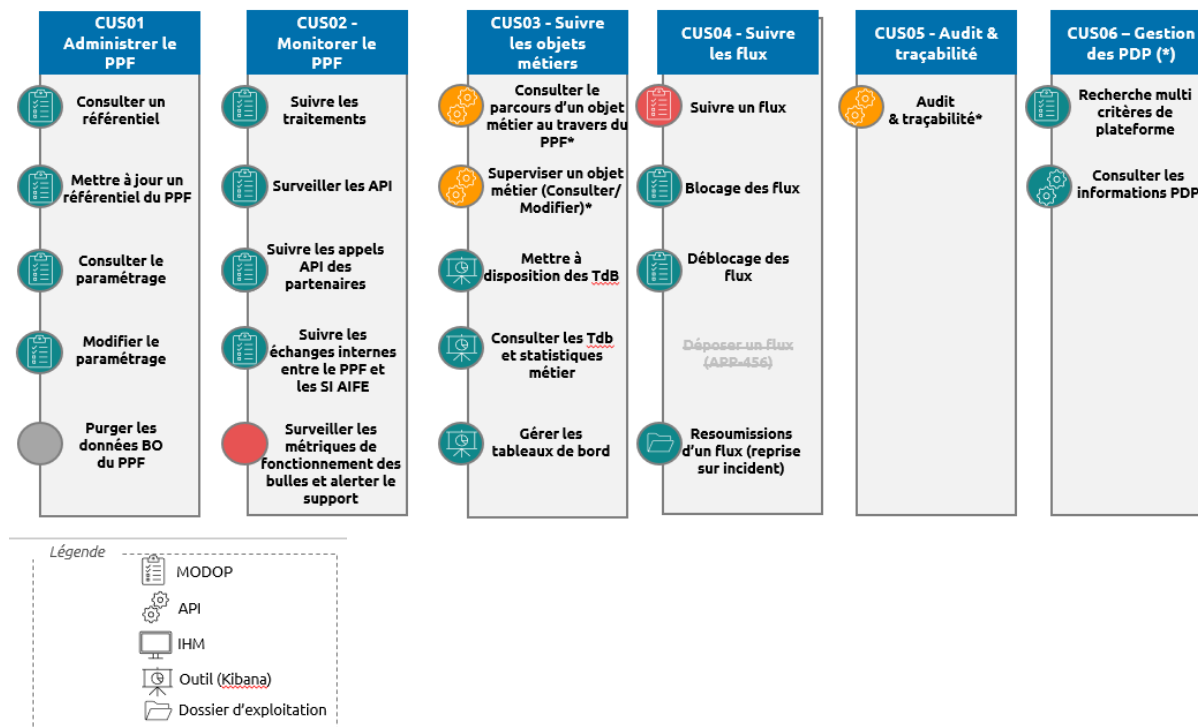 CUS01
Administrer le
PPF
Consulter un
référentiel
Mettre à jour un
référentiel du PPF
Consulter le
paramétrage
Modifier le
paramétrage
Purger les
données BO
du PPF
CUS02 -
Monitorer le
PPF
Suivre les
traitements
Surveiller les API
Suivre les appels
API des
partenaires
Suivre les
échanges internes
entre le PPF et
les SI AIFE
Surveiller les
métriques de
fonctionnement des
bulles et alerter le
support
CUS03 - Suivre
les objets
métiers
Consulter le
parcours d'un objet
métier au travers du
PPF*
Superviser un objet
métier (Consulter/
Modifier)*
Mettre à
disposition des TdB
Consulter les Tdb
et statistiques
métier
Gérer les
tableaux de bord
CUS04 - Suivre
les flux
Suivre un flux
Blocage des flux
Déblocage des
flux
Déposer un flux
(APP-456)
Resoumissions
d'un flux (reprise
sur incident)
CUS05 - Audit &
traçabilité
Audit
& traçabilité*
CUS06 – Gestion
des PDP (*)
Recherche multi
critères de
plateforme
Consulter les
informations PDP
Légende
MODOP
API
IHM
Outil (Kibana)
Dossier d'exploitation